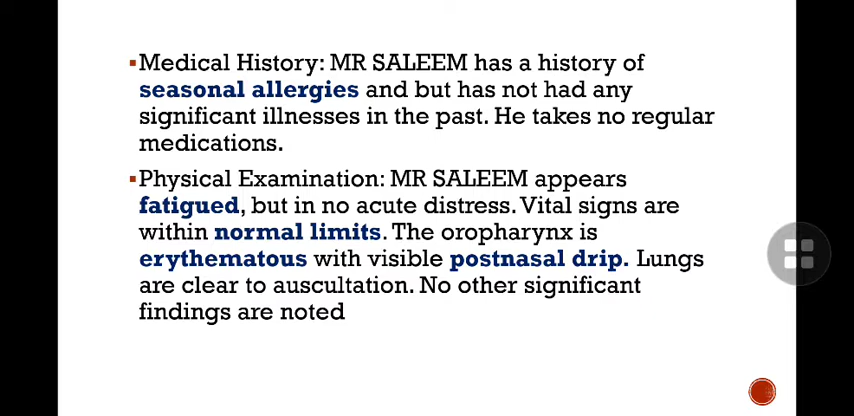 ▪Medical History: MR SALEEM has a history of
seasonal allergies and but has not had any
significant illnesses in the past. He takes no regular
medications.
▪Physical Examination: MR SALEEM appears
fatigued, but in no acute distress. Vital signs are
within normal limits. The oropharynx is
erythematous with visible postnasal drip. Lungs
are clear to auscultation. No other significant
findings are noted